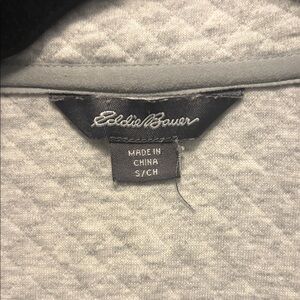 Eddie Bauer
MADE IN
CHINA
S/CH